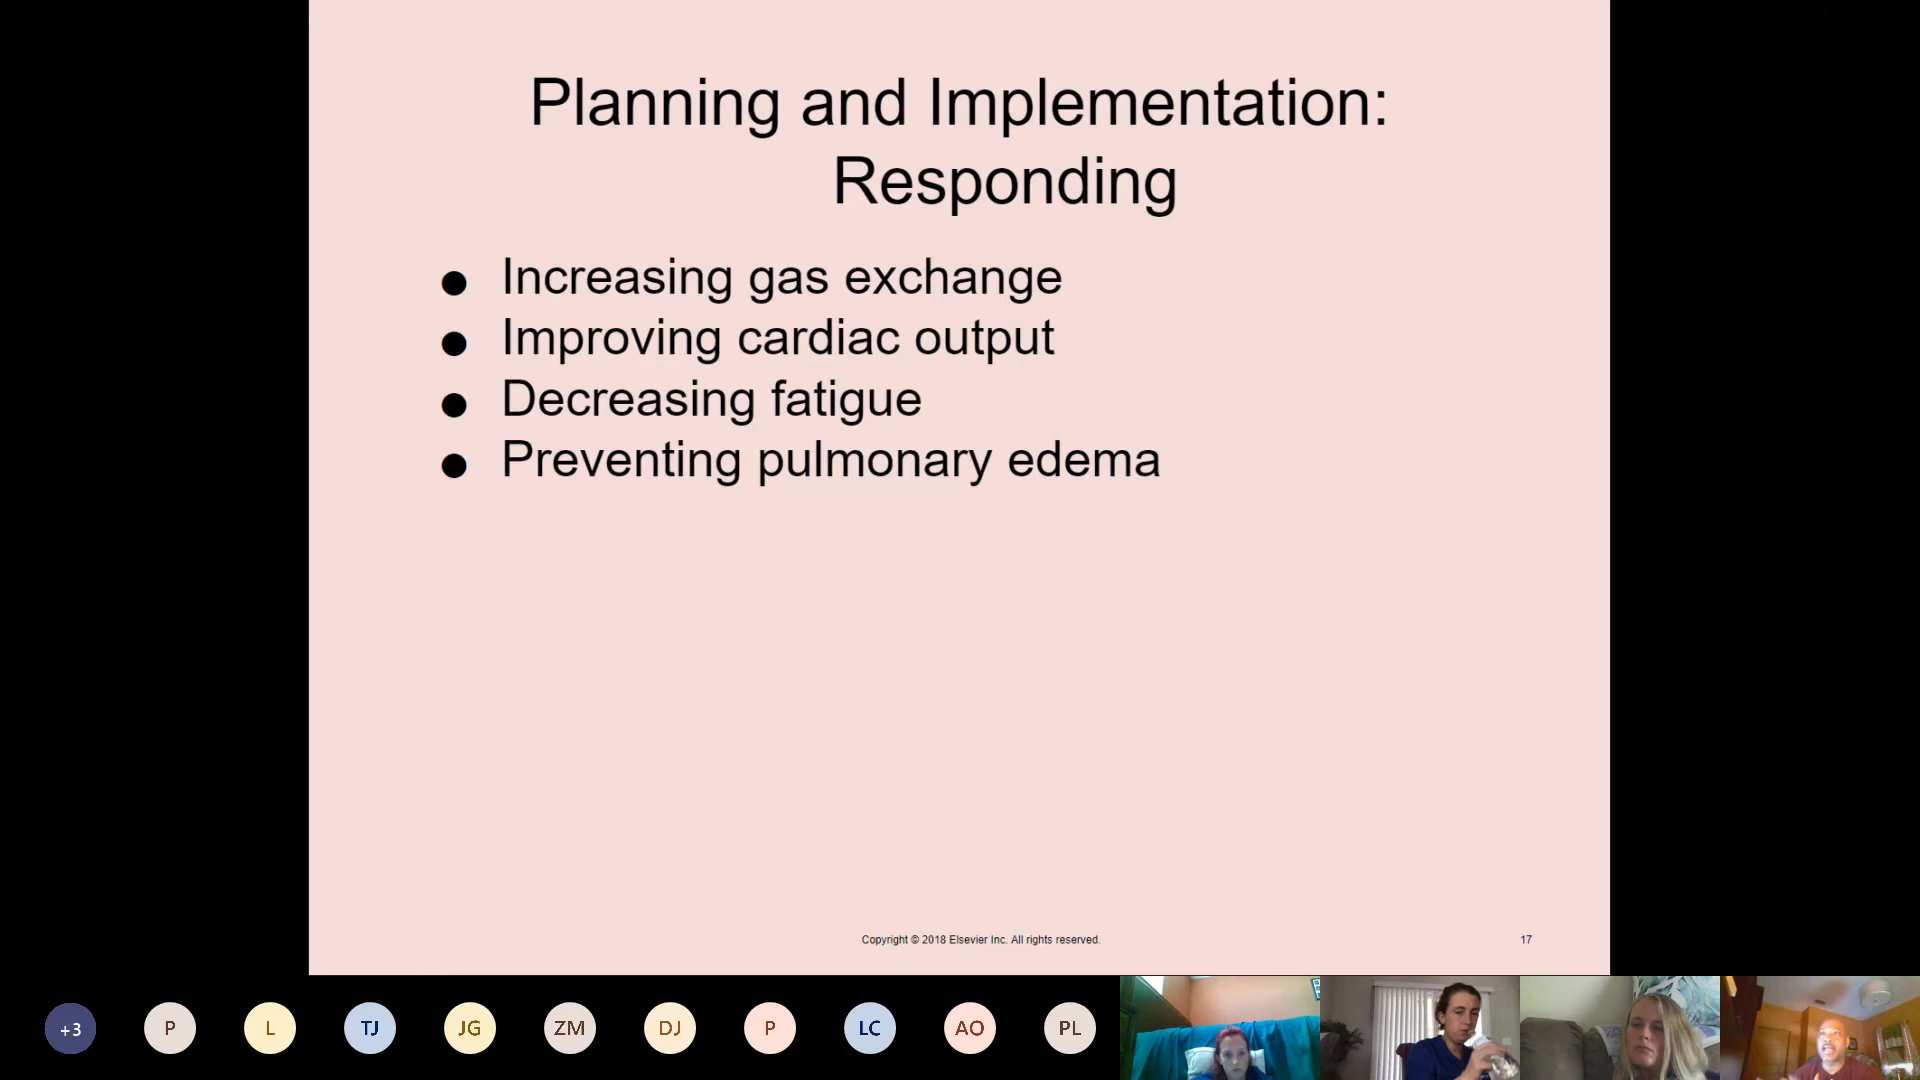 Planning and Implementation:
Responding
● Increasing gas exchange
● Improving cardiac output
● Decreasing fatigue
● Preventing pulmonary edema
Copyright © 2018 Elsevier Inc. All rights reserved.
17
+3
P
L
TJ
JG
ZM
DJ
P
LC
AO
PL